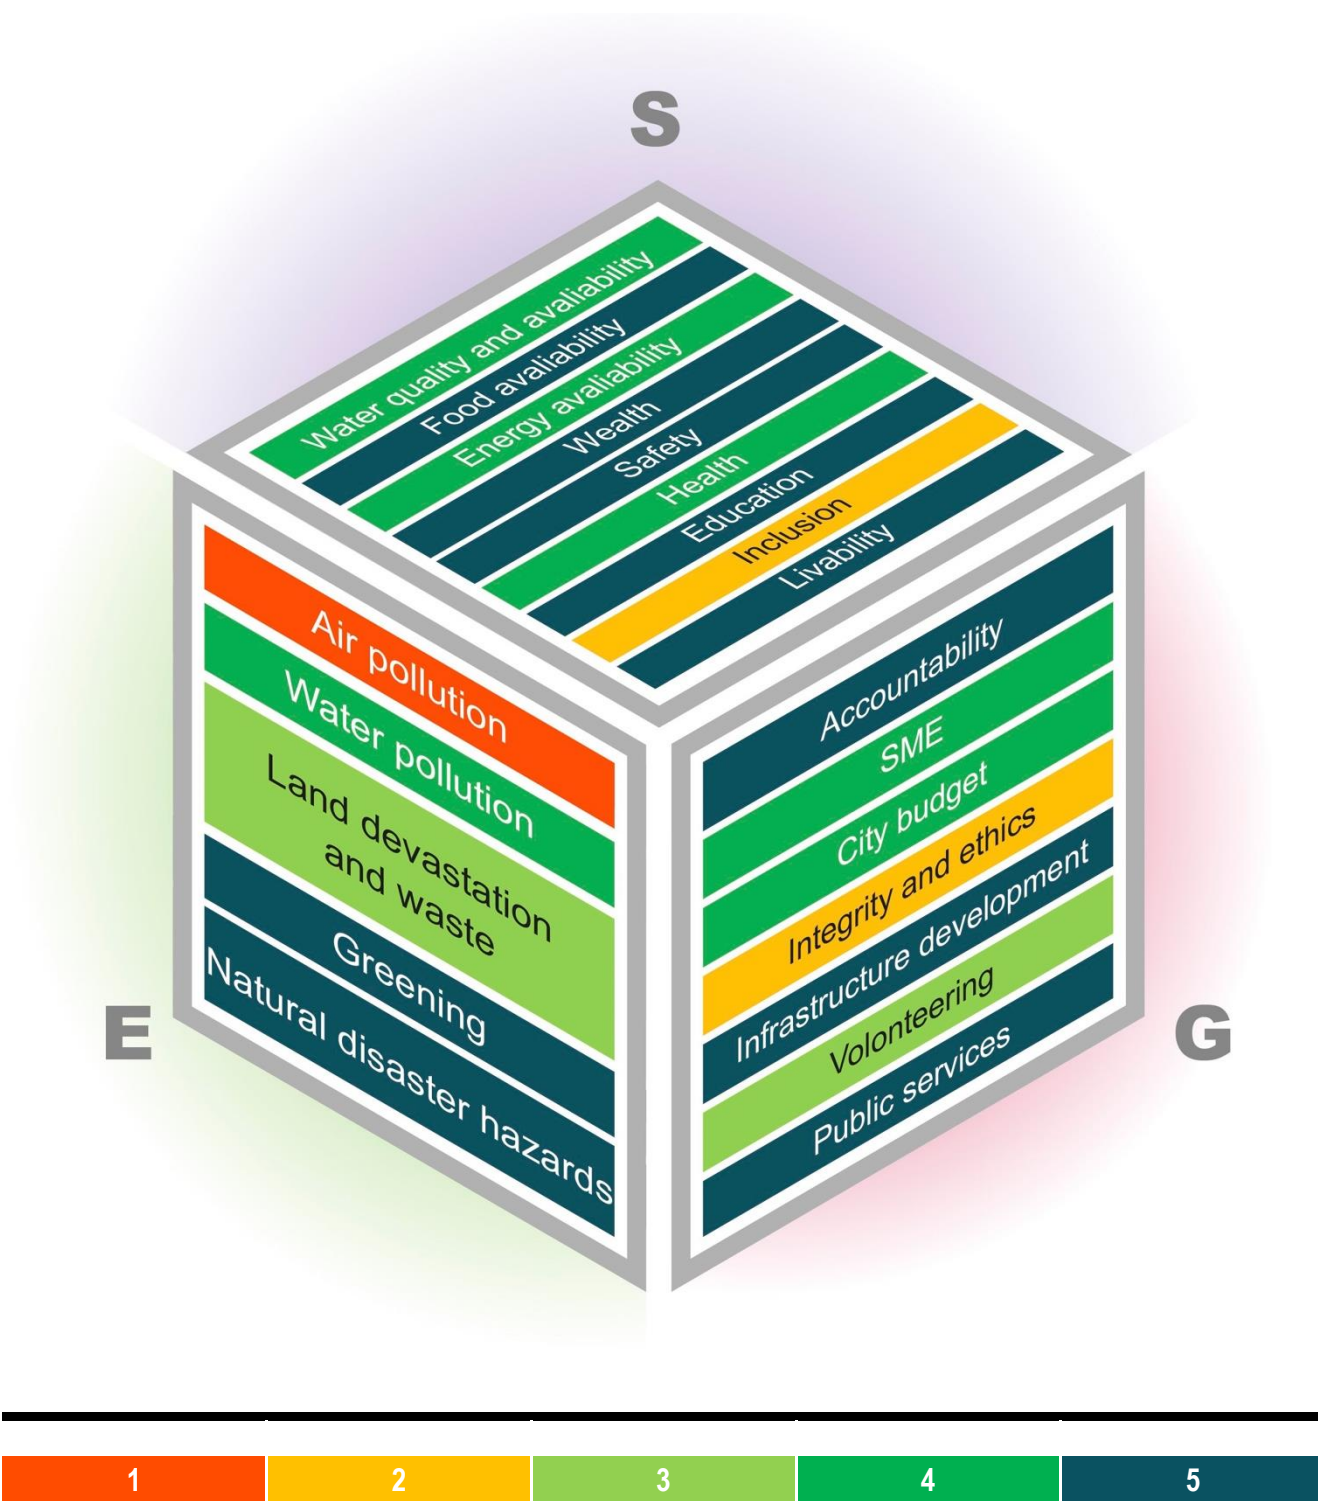 S
Water quality and avaliability
Food avaliability
Energy avaliability
Wealth
Safety
Health
Education
Inclusion
Livability
E
Air pollution
Water pollution
Land devastation
and waste
Greening
Natural disaster hazards
G
Accountability
SME
City budget
Integrity and ethics
Infrastructure development
Volonteering
Public services
1 2 3 4 5